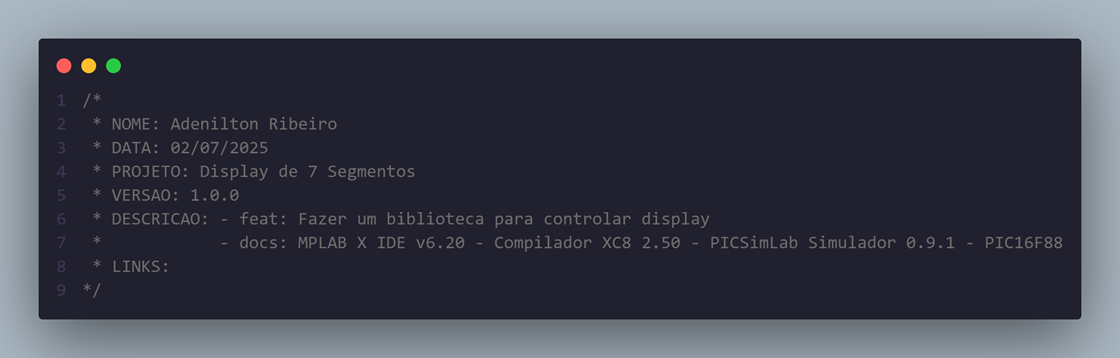 1 /*
2  * NOME: Adenilton Ribeiro
3  * DATA: 02/07/2025
4  * PROJETO: Display de 7 Segmentos
5  * VERSAO: 1.0.0
6  * DESCRICAO: - feat: Fazer um biblioteca para controlar display
7  *            - docs: MPLAB X IDE v6.20 - Compilador XC8 2.50 - PICSimLab Simulador 0.9.1 - PIC16F88
8  * LINKS:
9 */